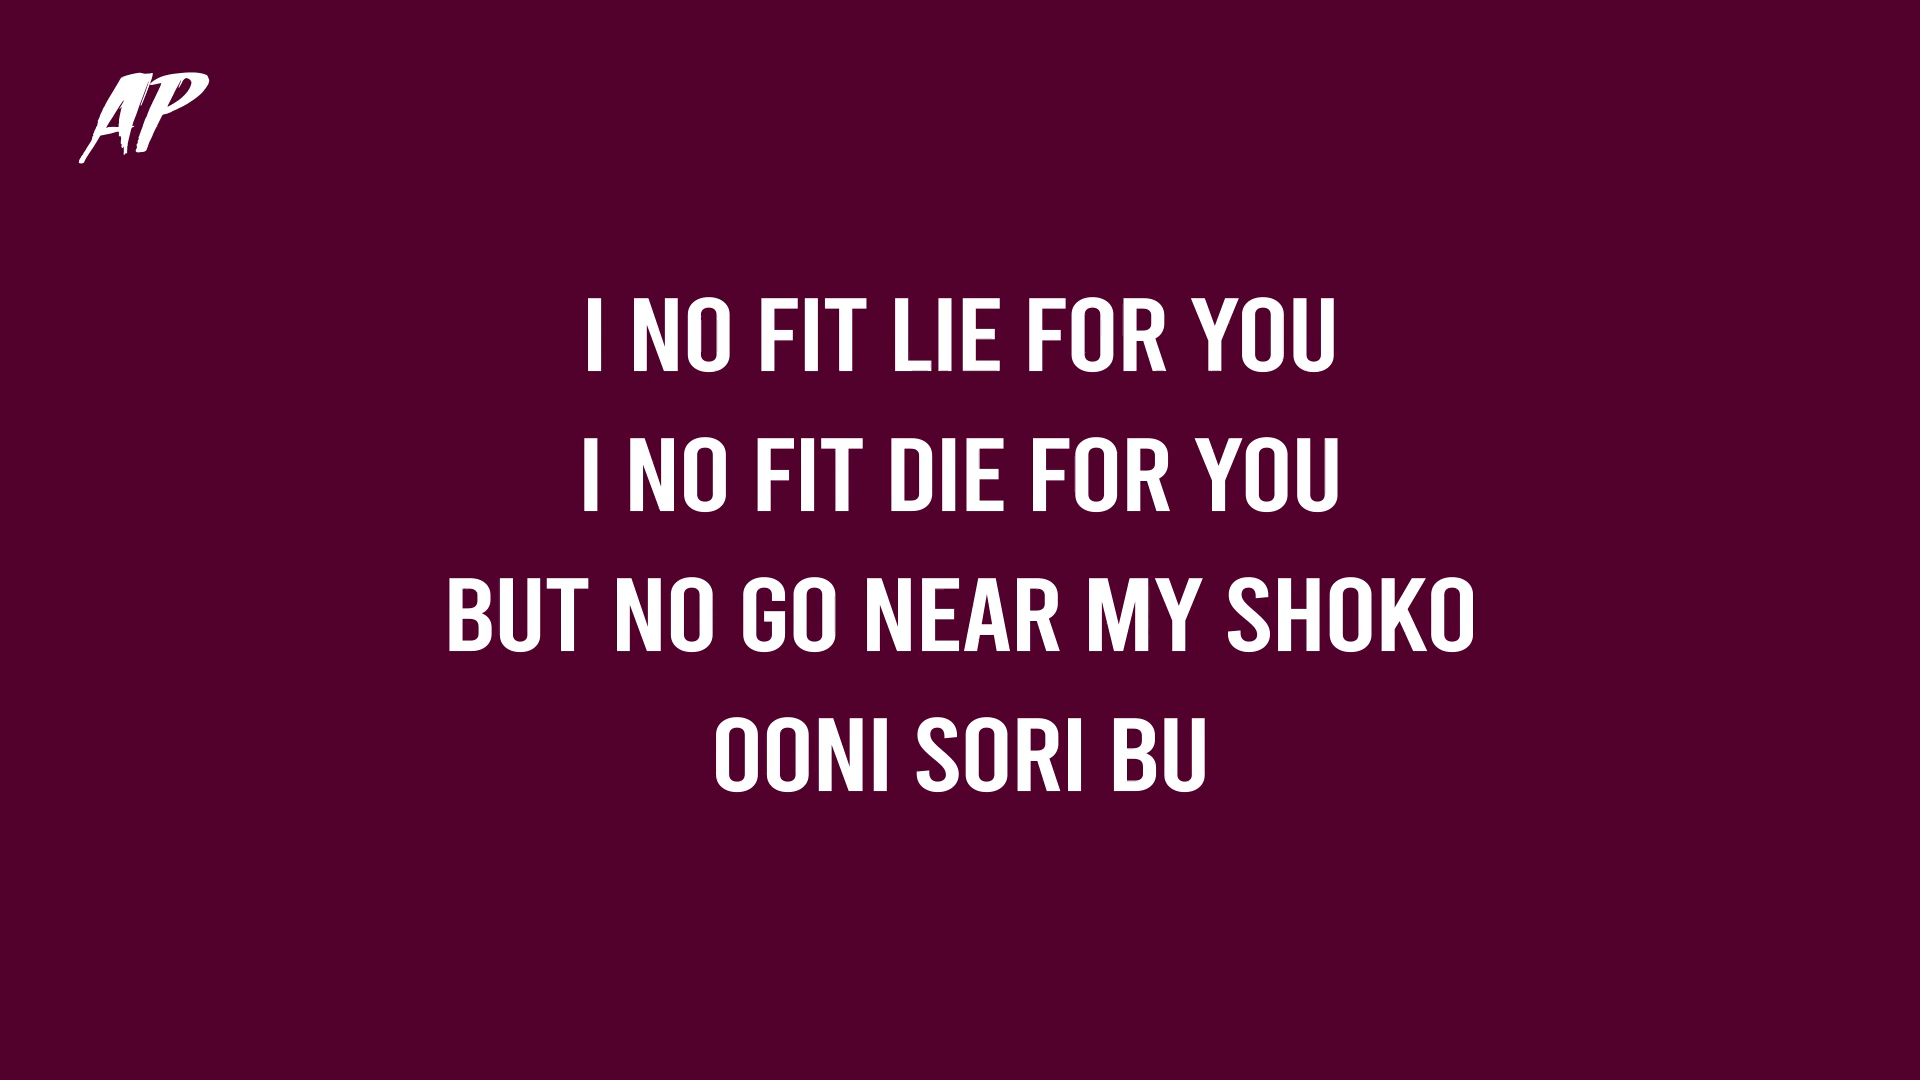 AP
I NO FIT LIE FOR YOU
I NO FIT DIE FOR YOU
BUT NO GO NEAR MY SHOKO
OONI SORI BU